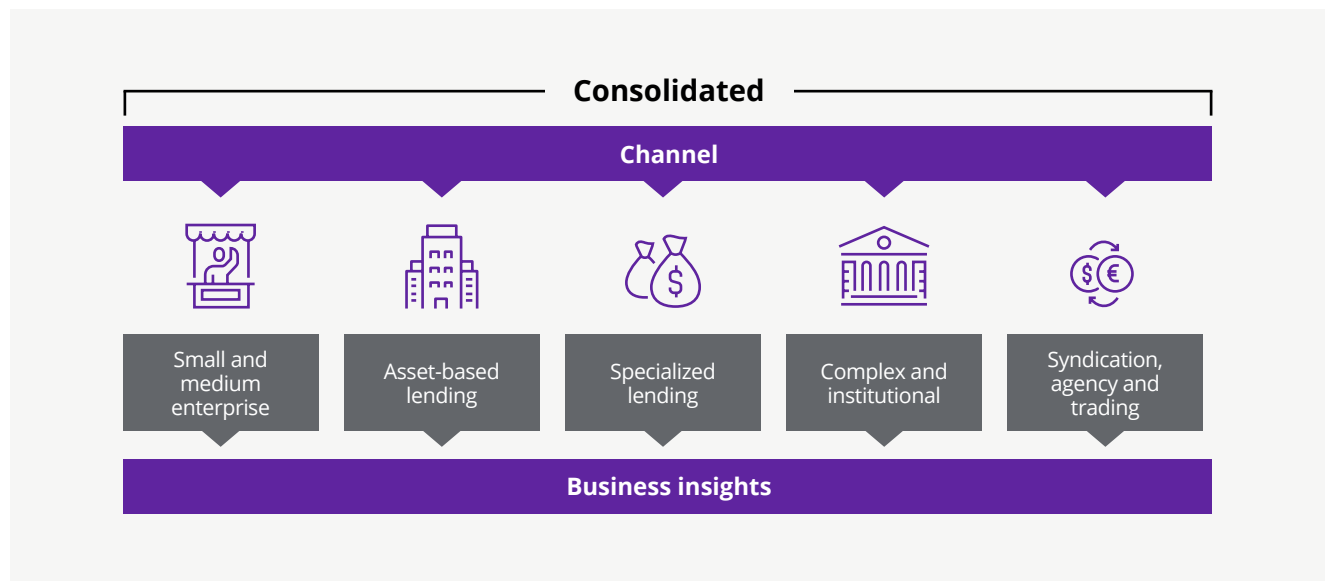 Consolidated
Channel
$
$
€
Small and
medium
enterprise
Asset-based
lending
Specialized
lending
Complex and
institutional
Syndication,
agency and
trading
Business insights